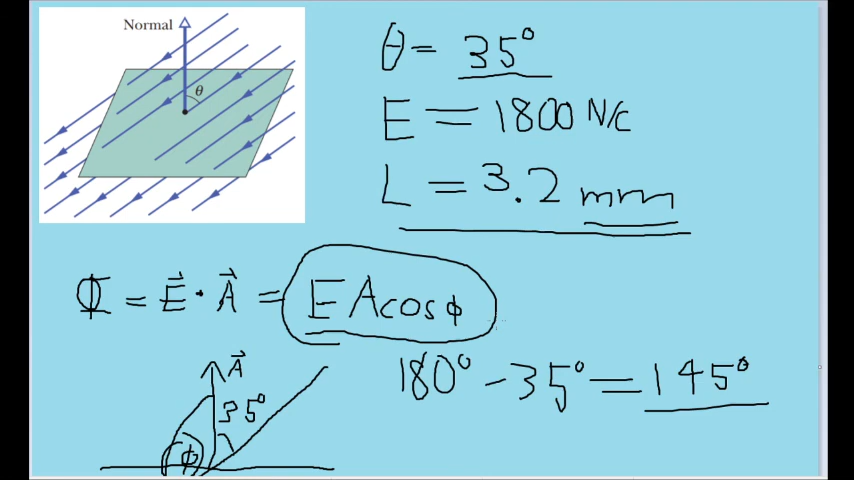 Normal
θ
θ = 35°
E = 1800 N/C
L = 3.2 mm
Φ = E⃗ · A⃗ = EAcosϕ
A⃗
35°
ϕ
180° - 35° = 145°